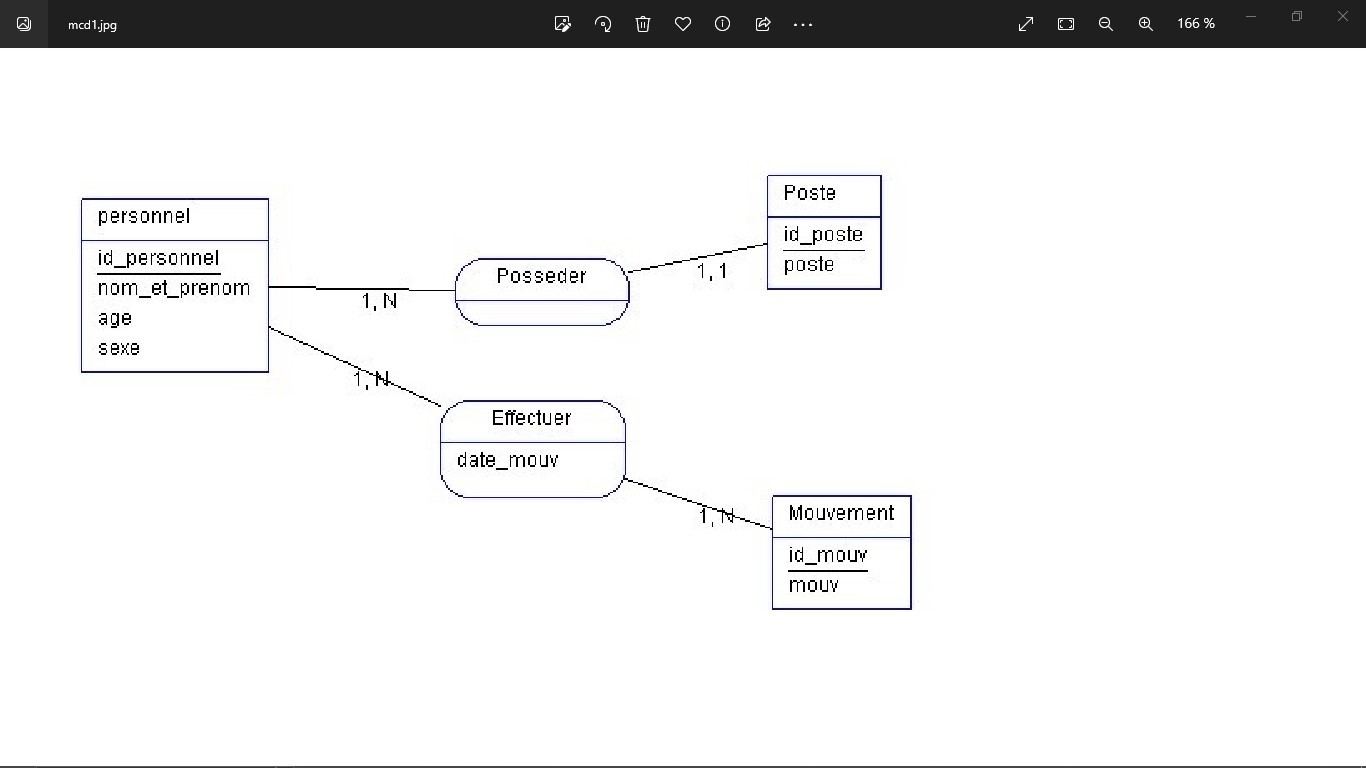 mcd1.jpg
166 %
personnel
id_personnel
nom_et_prenom
age
sexe
1,N
Posseder
1,1
Poste
id_poste
poste
1,N
Effectuer
date_mouv
1,N
Mouvement
id_mouv
mouv